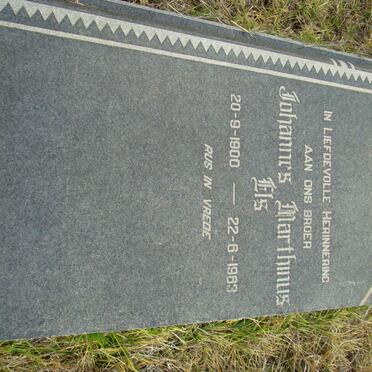 IN LIEFDEVOLLE HERINNERING
AAN ONS BROER
Johannes Marthinus
Els
20-9-1900 — 22-6-1963
RUS IN VREDE